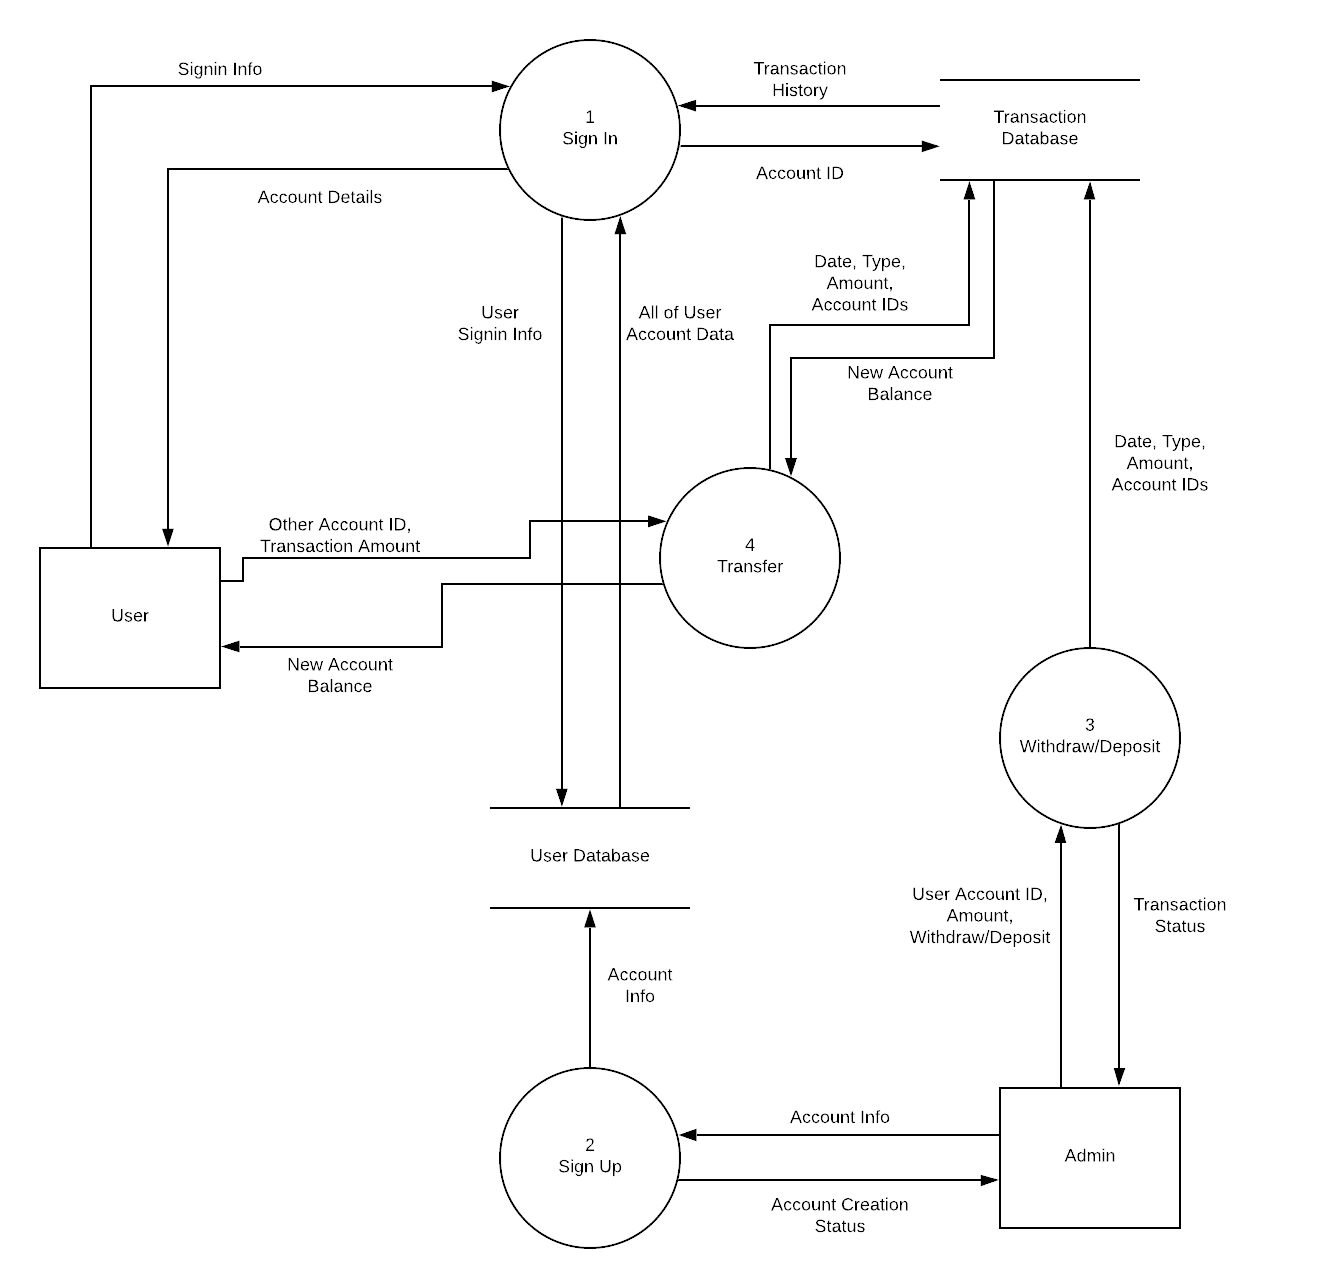 Signin Info
1
Sign In
Transaction
History
Transaction
Database
Account ID
Account Details
Date, Type,
Amount,
Account IDs
User
Signin Info
All of User
Account Data
New Account
Balance
Date, Type,
Amount,
Account IDs
Other Account ID,
Transaction Amount
4
Transfer
User
New Account
Balance
3
Withdraw/Deposit
User Database
User Account ID,
Amount,
Withdraw/Deposit
Transaction
Status
Account
Info
Account Info
2
Sign Up
Admin
Account Creation
Status